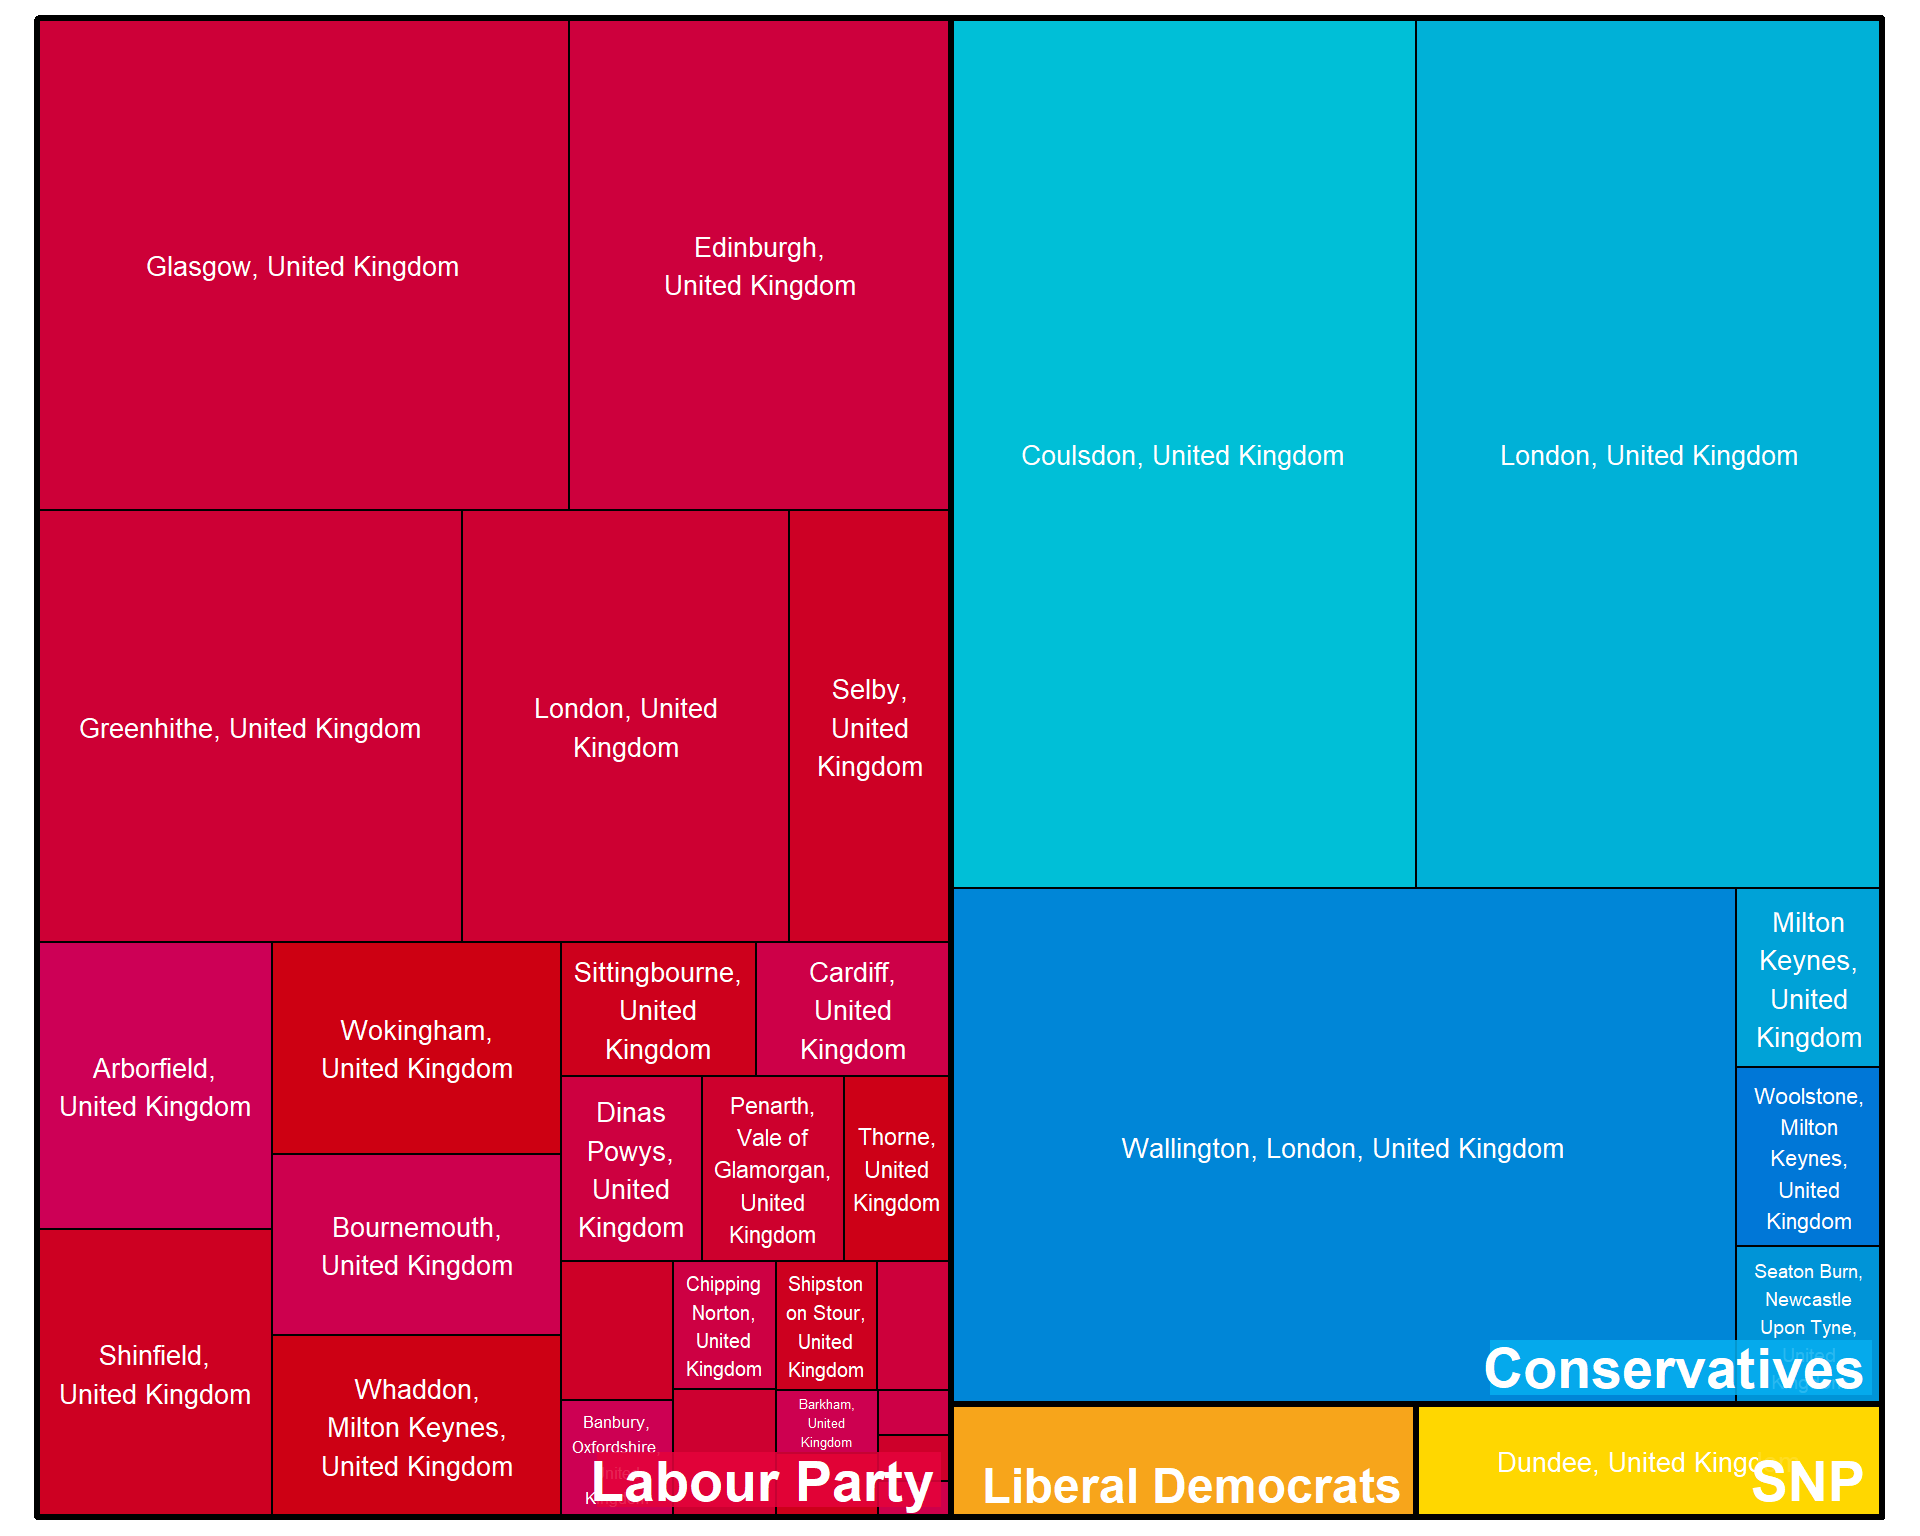 Glasgow, United Kingdom
Edinburgh,
United Kingdom
Greenhithe, United Kingdom
London, United
Kingdom
Selby,
United
Kingdom
Arborfield,
United Kingdom
Wokingham,
United Kingdom
Sittingbourne,
United
Kingdom
Cardiff,
United
Kingdom
Dinas
Powys,
United
Kingdom
Penarth,
Vale of
Glamorgan,
United
Kingdom
Thorne,
United
Kingdom
Bournemouth,
United Kingdom
Shinfield,
United Kingdom
Whaddon,
Milton Keynes,
United Kingdom
Chipping
Norton,
United
Kingdom
Shipston
on Stour,
United
Kingdom
Banbury,
Oxfordshire,
Barkham,
United
Kingdom
Labour Party
Coulsdon, United Kingdom
London, United Kingdom
Wallington, London, United Kingdom
Milton
Keynes,
United
Kingdom
Woolstone,
Milton
Keynes,
United
Kingdom
Seaton Burn,
Newcastle
Upon Tyne,
United
Conservatives
Liberal Democrats
Dundee, United
SNP